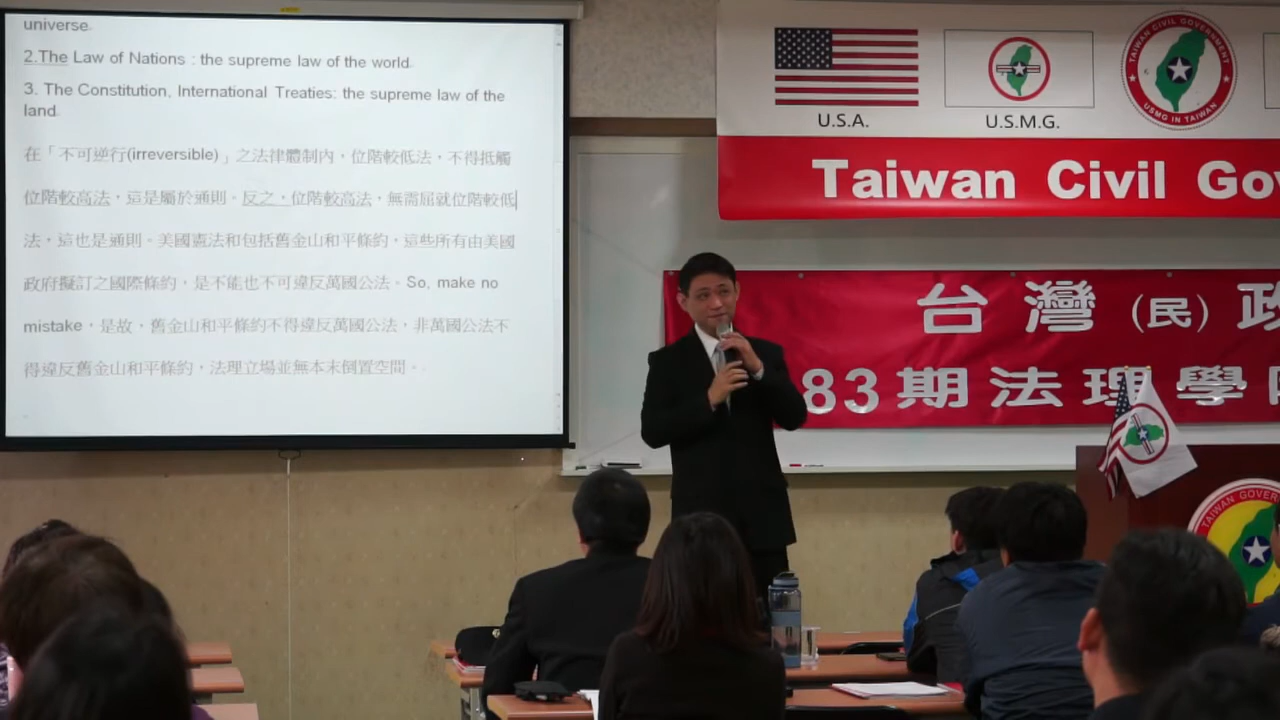 universe.
2.The Law of Nations : the supreme law of the world.
3. The Constitution, International Treaties: the supreme law of the
land.
在「不可逆行(irreversible)」之法律體制內，位階較低法，不得抵觸
位階較高法，這是屬於通則。反之，位階較高法，無需屈就位階較低
法，這也是通則。美國憲法和包括舊金山和平條約，這些所有由美國
政府擬訂之國際條約，是不能也不可違反萬國公法。So, make no
mistake，是故，舊金山和平條約不得違反萬國公法，非萬國公法不
得違反舊金山和平條約，法理立場並無本末倒置空間。
U.S.A.
U.S.M.G.
TAIWAN CIVIL GOVERNMENT
USMG IN TAIWAN
Taiwan Civil Go
台灣(民)政
83期法理學
TAIWAN GOVER